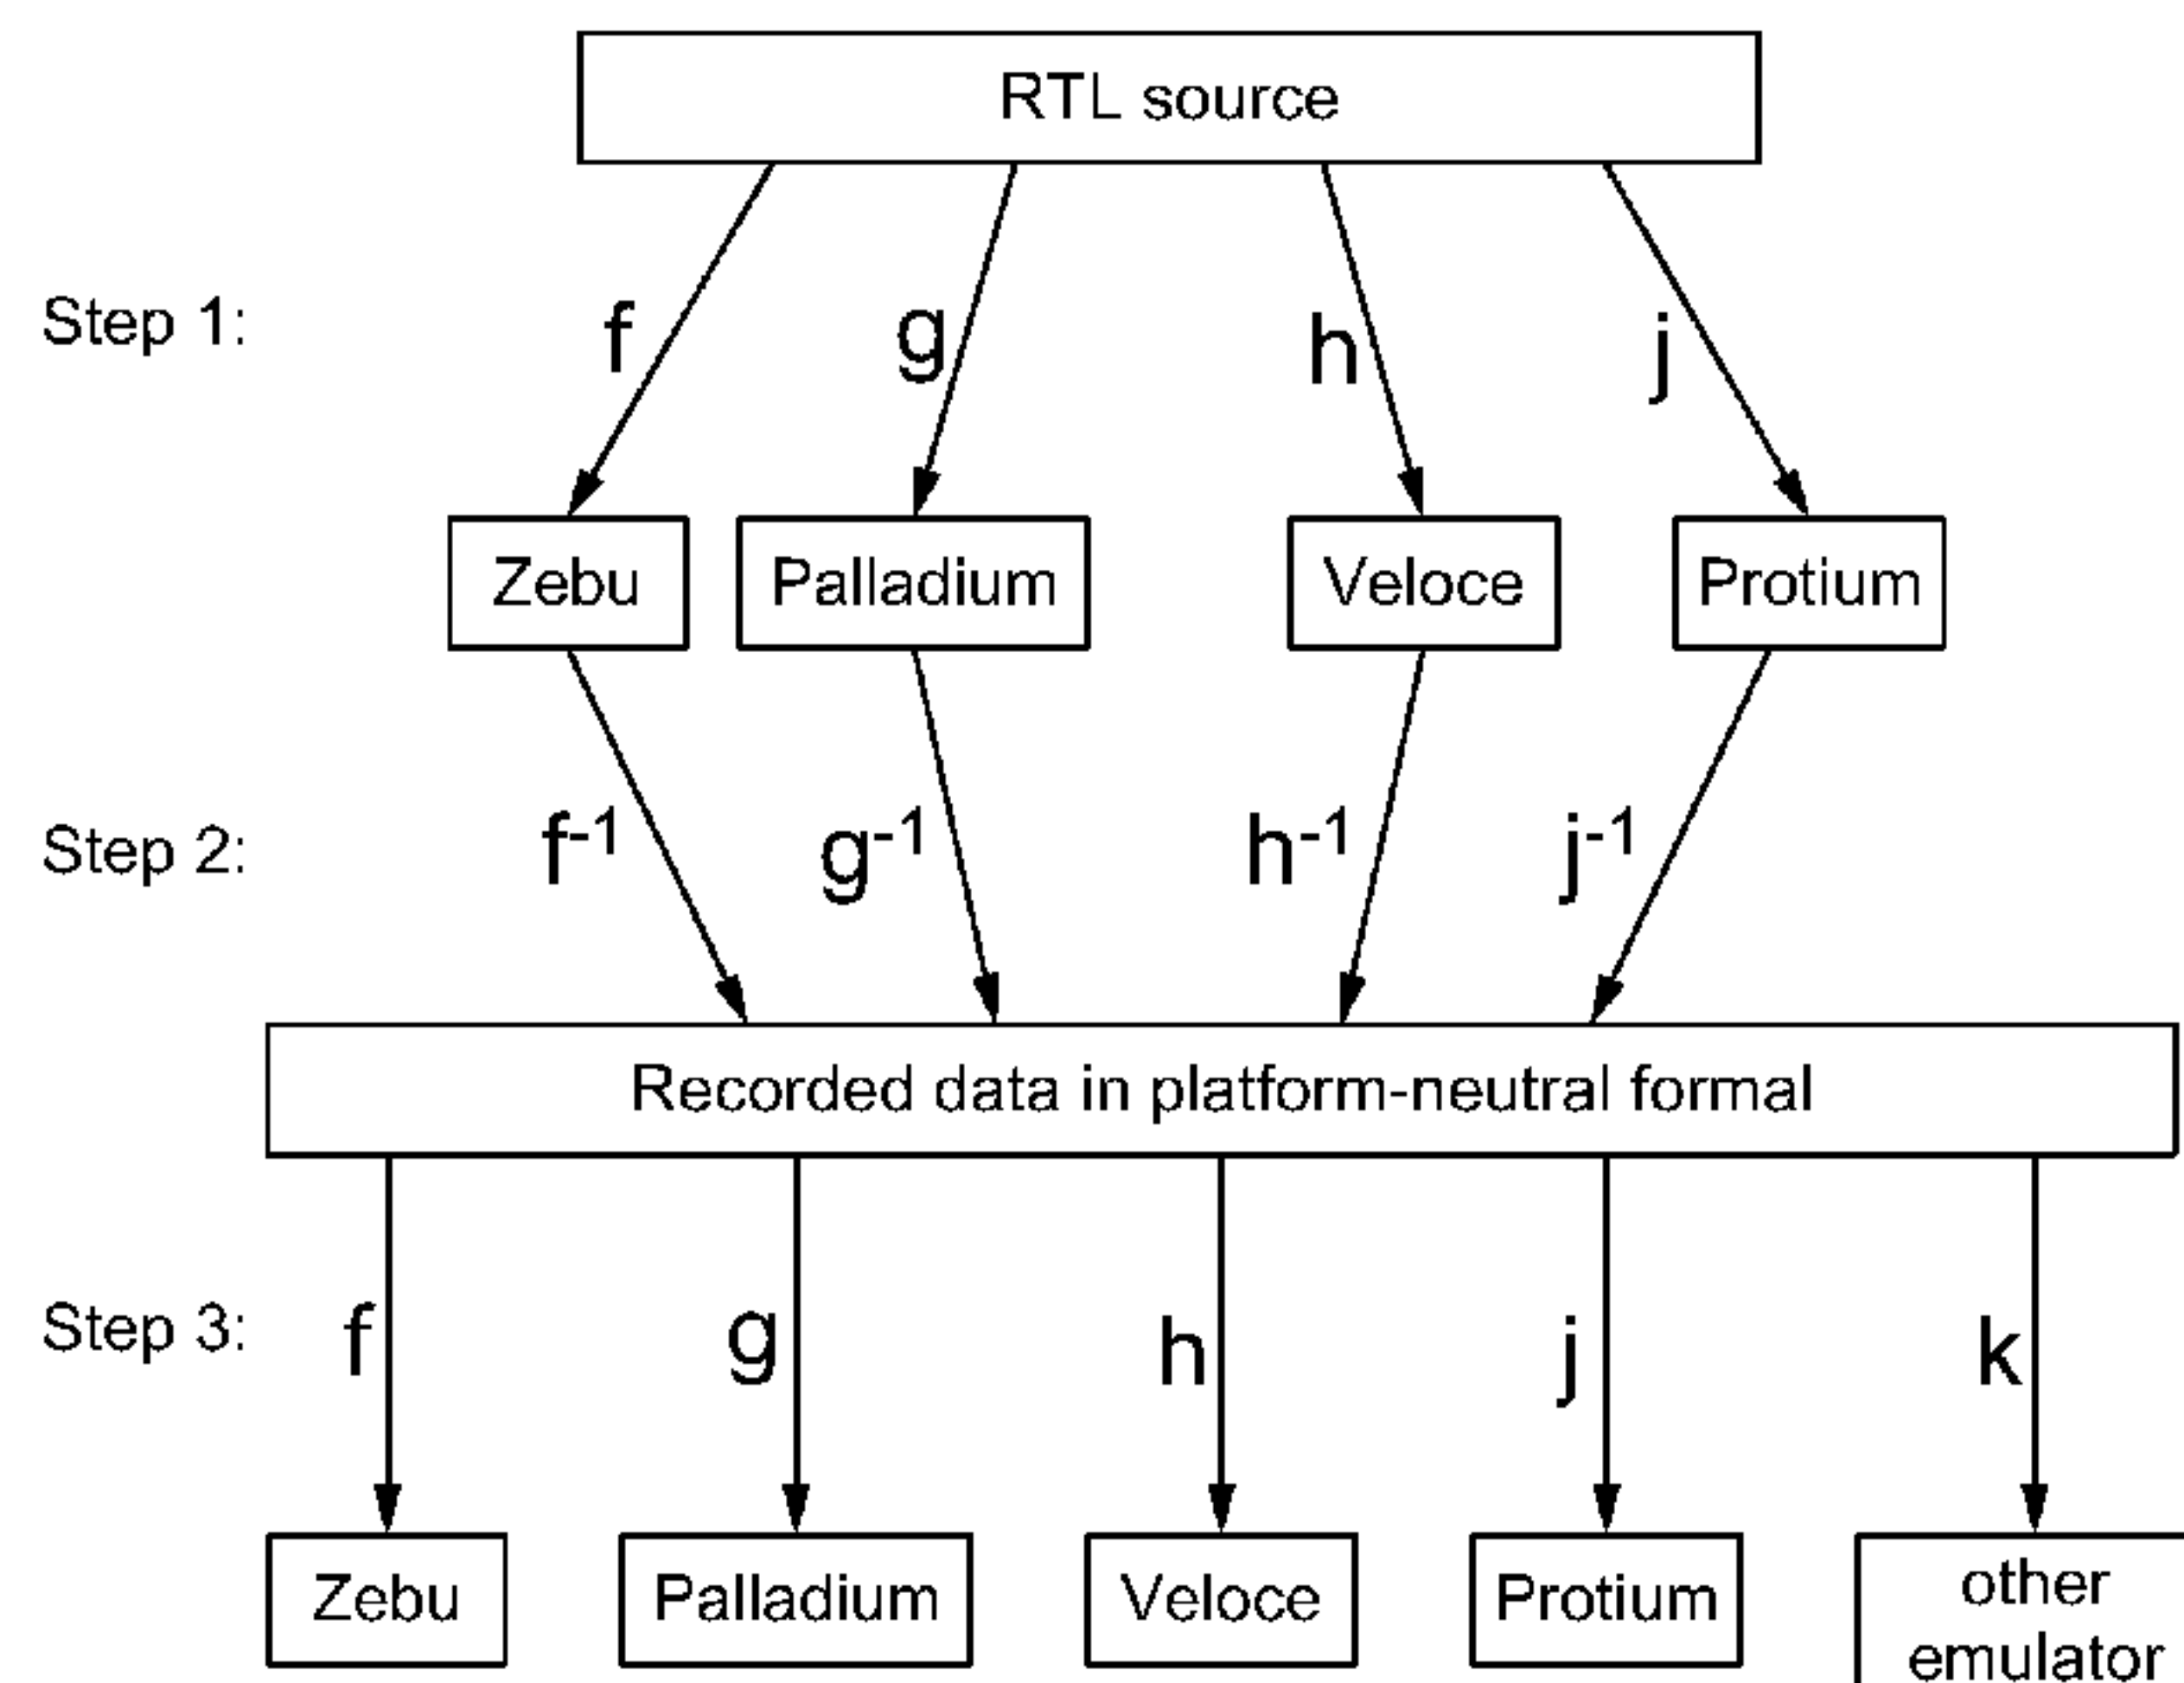 RTL source
Step 1:
f
g
h
j
Zebu
Palladium
Veloce
Protium
Step 2:
f-1
g-1
h-1
j-1
Recorded data in platform-neutral formal
Step 3:
f
g
h
j
k
Zebu
Palladium
Veloce
Protium
other
emulator